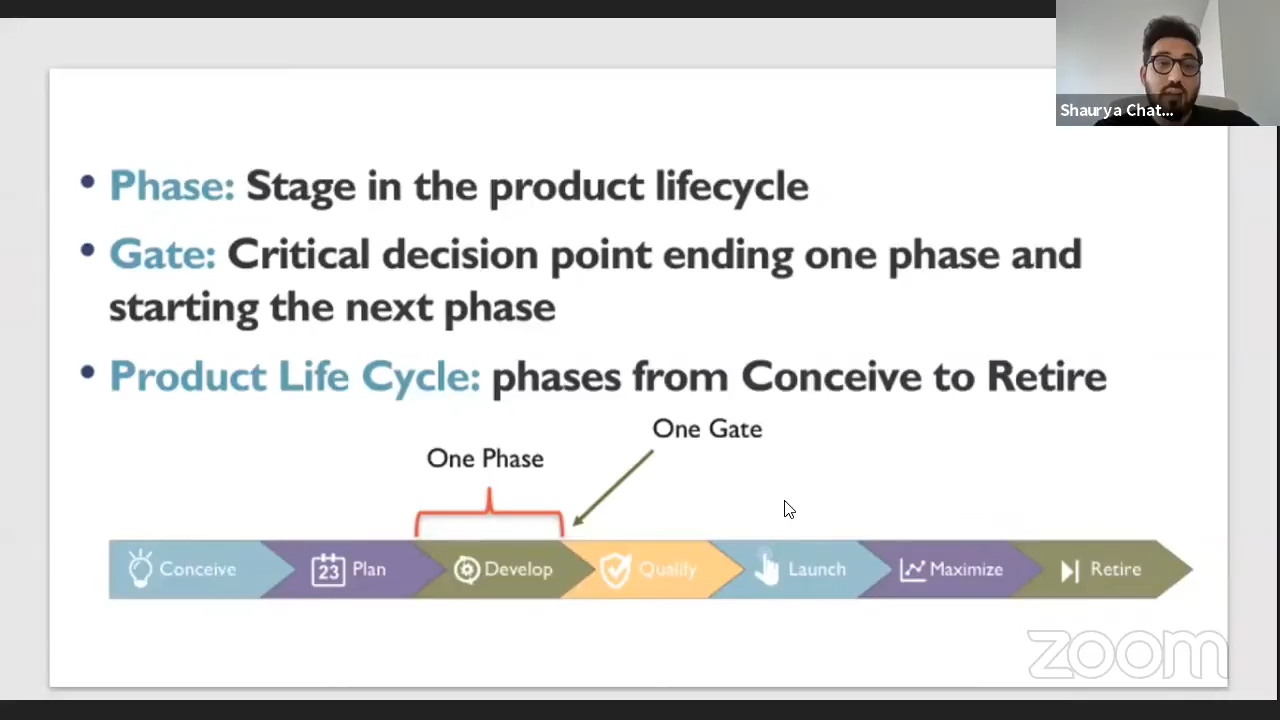 Shaurya Chat...
• Phase: Stage in the product lifecycle
• Gate: Critical decision point ending one phase and
starting the next phase
• Product Life Cycle: phases from Conceive to Retire
One Gate
One Phase
Conceive 23 Plan Develop Qualify Launch Maximize Retire
zoom